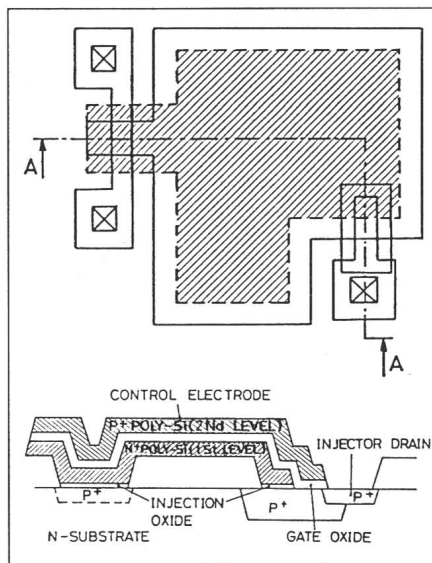 A
A
CONTROL ELECTRODE
P+ POLY-Si(2Nd LEVEL)
N+POLY-Si(1St LEVEL)
INJECTOR DRAIN
P+
INJECTION
OXIDE
P+
P+
N-SUBSTRATE
GATE OXIDE